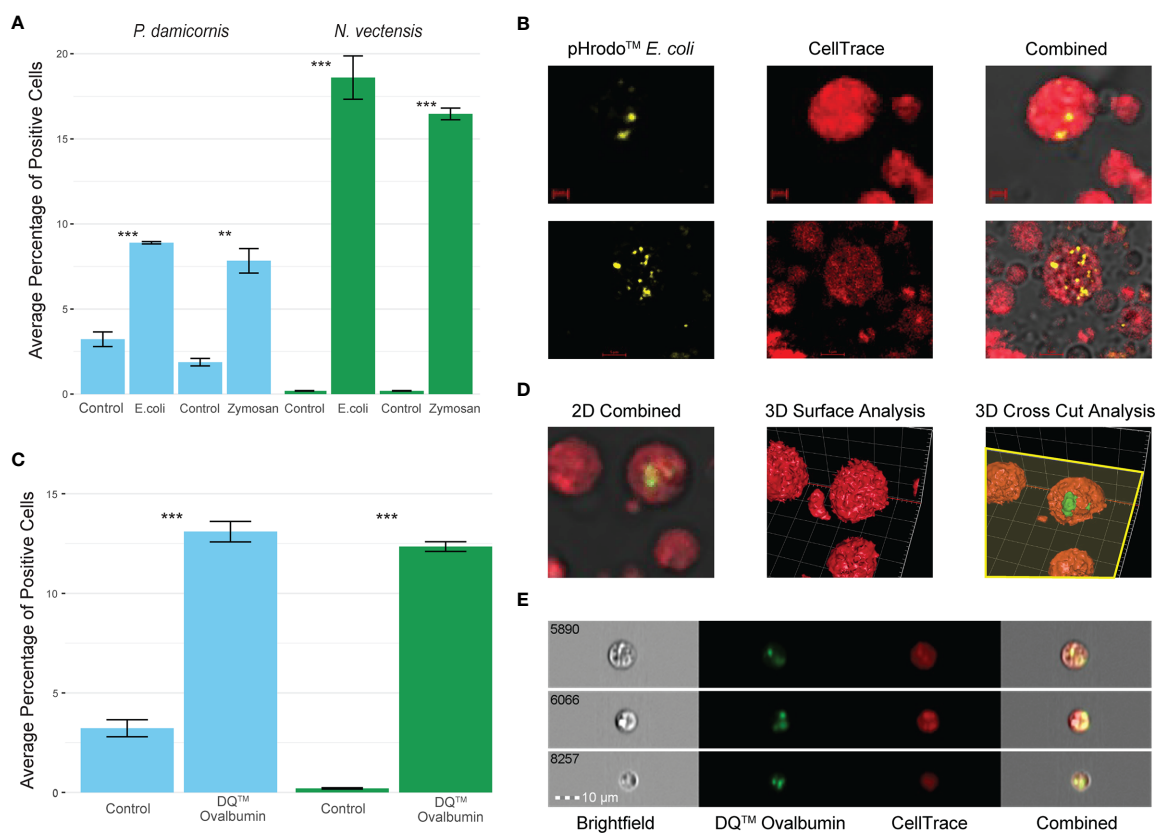 A
P. damicornis
N. vectensis
Average Percentage of Positive Cells
20
15
10
5
0
***
**
***
***
Control
E.coli
Control
Zymosan
Control
E.coli
Control
Zymosan
B
pHrodo™ E. coli
CellTrace
Combined
C
Average Percentage of Positive Cells
15
10
5
0
***
***
Control
DQ™
Ovalbumin
Control
DQ™
Ovalbumin
D
2D Combined
3D Surface Analysis
3D Cross Cut Analysis
E
5890
6066
8257
10 µm
Brightfield
DQ™ Ovalbumin
CellTrace
Combined